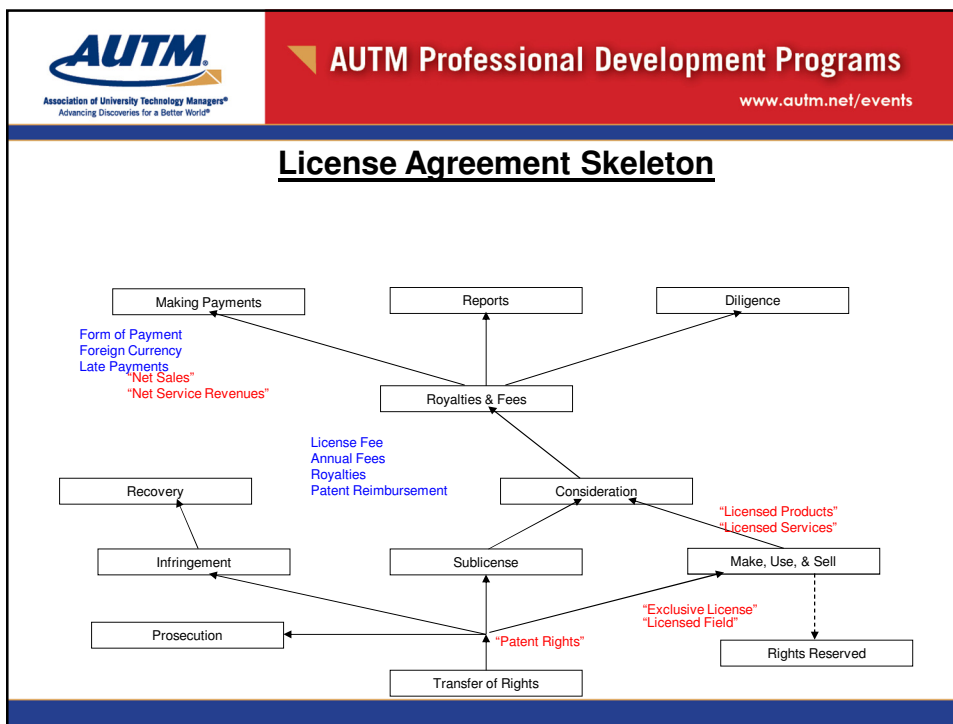 AUTM®
Association of University Technology Managers®
Advancing Discoveries for a Better World®
AUTM Professional Development Programs
www.autm.net/events
License Agreement Skeleton
Making Payments
Reports
Diligence
Form of Payment
Foreign Currency
Late Payments
“Net Sales”
“Net Service Revenues”
Royalties & Fees
License Fee
Annual Fees
Royalties
Patent Reimbursement
Recovery
Consideration
“Licensed Products”
“Licensed Services”
Infringement
Sublicense
Make, Use, & Sell
“Exclusive License”
“Licensed Field”
Prosecution
“Patent Rights”
Rights Reserved
Transfer of Rights